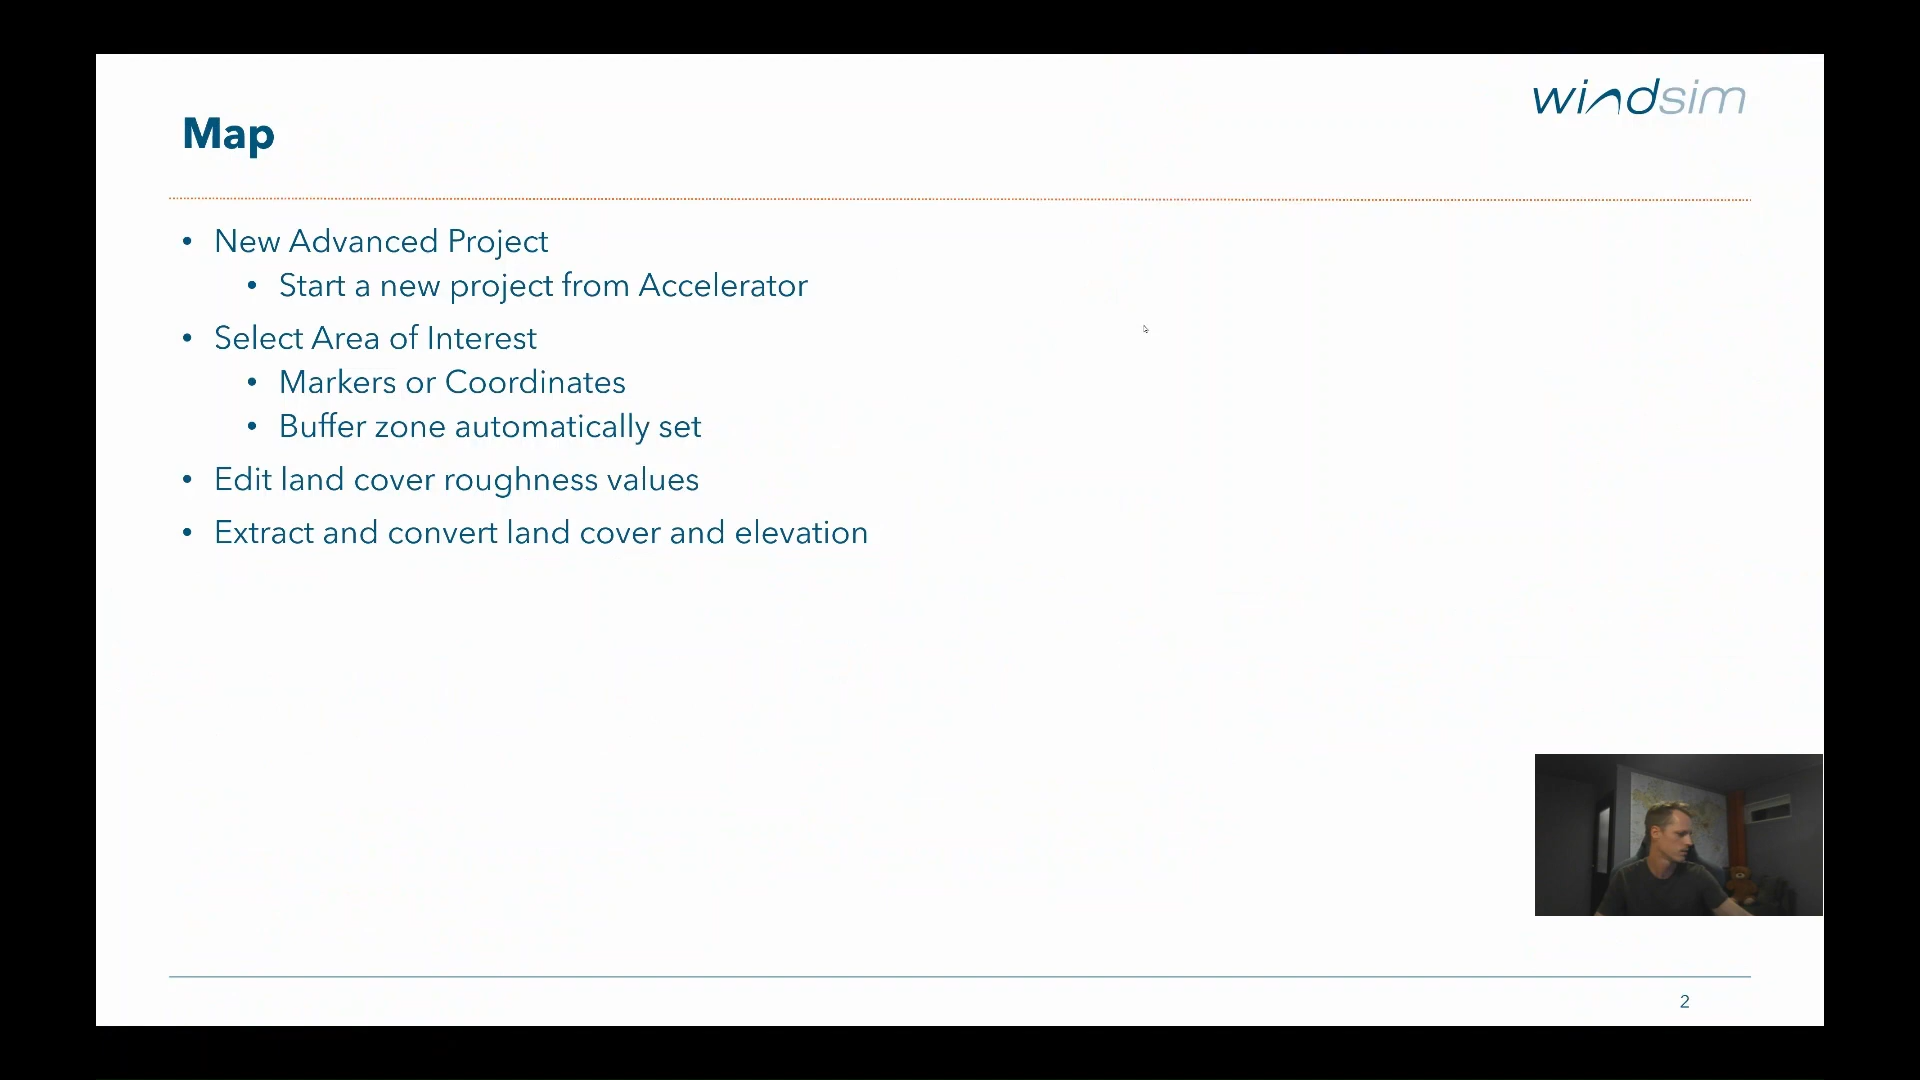 windsim
Map
• New Advanced Project
• Start a new project from Accelerator
• Select Area of Interest
• Markers or Coordinates
• Buffer zone automatically set
• Edit land cover roughness values
• Extract and convert land cover and elevation
2